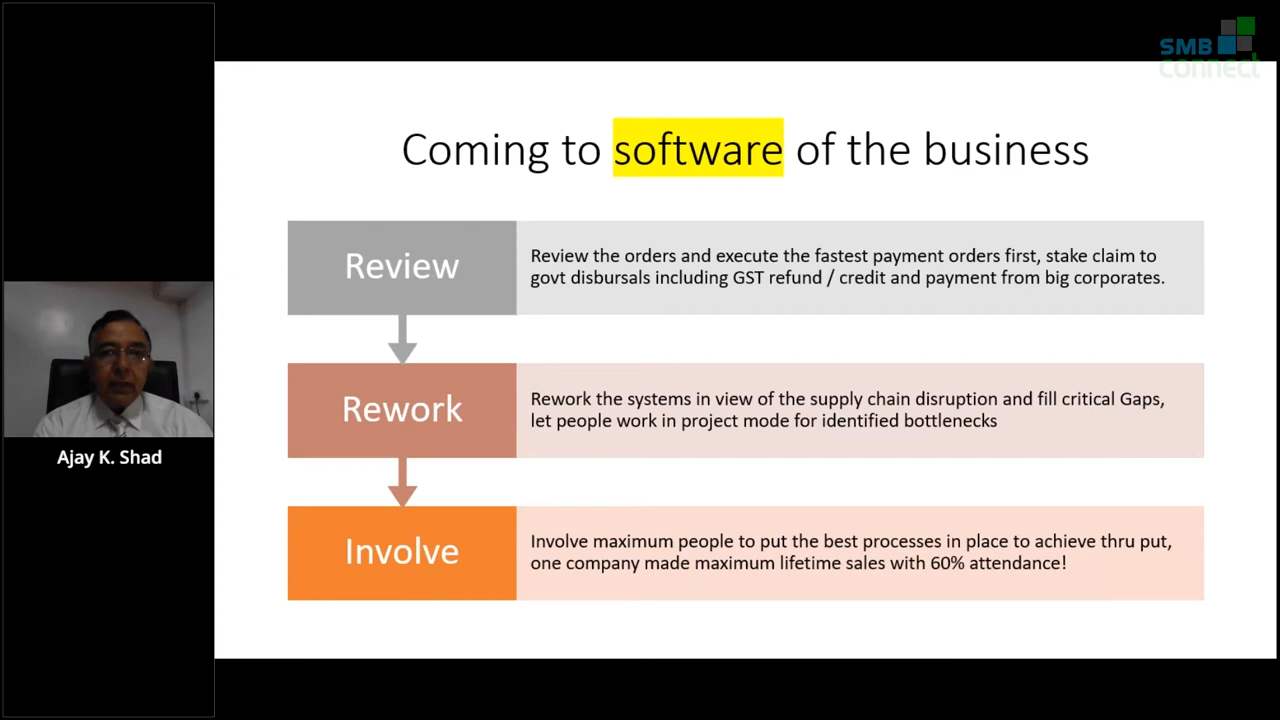 SMB
connect
Coming to software of the business
Review
Review the orders and execute the fastest payment orders first, stake claim to
govt disbursals including GST refund / credit and payment from big corporates.
Rework
Rework the systems in view of the supply chain disruption and fill critical Gaps,
let people work in project mode for identified bottlenecks
Involve
Involve maximum people to put the best processes in place to achieve thru put,
one company made maximum lifetime sales with 60% attendance!
Ajay K. Shad